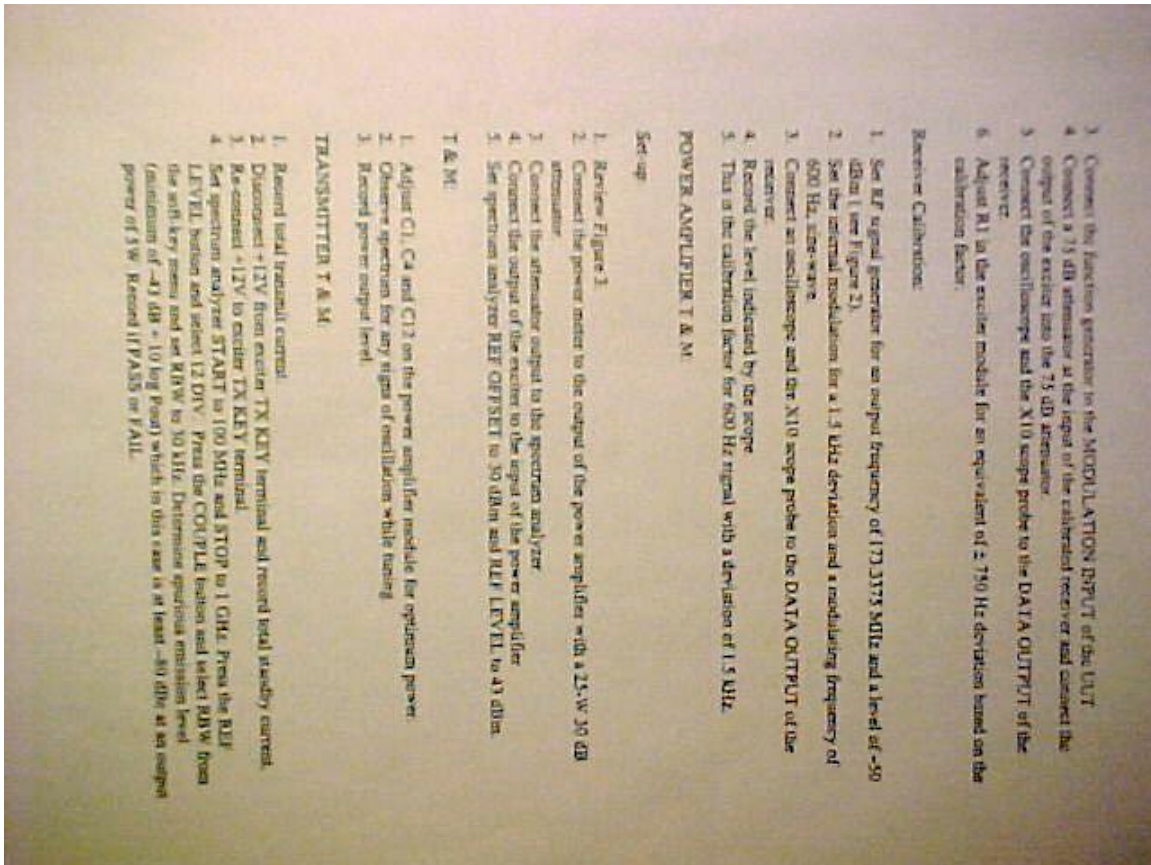 3. Connect the function generator to the MODULATION INPUT of the UUT
4. Connect a 75 dB attenuator at the input of the calibrated receiver and connect the
output of the exciter into the 75 dB attenuator.
5. Connect the oscilloscope and the X10 scope probe to the DATA OUTPUT of the
receiver.
6. Adjust R1 in the exciter module for an equivalent of ± 750 Hz deviation based on the
calibration factor.
Receiver Calibration:
1. Set RF signal generator for an output frequency of 173.3375 MHz and a level of -50
dBm ( see Figure 2).
2. Set the internal modulation for a 1.5 kHz deviation and a modulating frequency of
600 Hz, sine-wave.
3. Connect an oscilloscope and the X10 scope probe to the DATA OUTPUT of the
receiver.
4. Record the level indicated by the scope
5. This is the calibration factor for 600 Hz signal with a deviation of 1.5 kHz.
POWER AMPLIFIER T & M:
Set-up:
1. Review Figure 3.
2. Connect the power meter to the output of the power amplifier with a 25-W 30 dB
attenuator.
3. Connect the attenuator output to the spectrum analyzer
4. Connect the output of the exciter to the input of the power amplifier
5. Set spectrum analyzer REF OFFSET to 30 dBm and REF LEVEL to 43 dBm.
T & M:
1. Adjust C1, C4 and C12 on the power amplifier module for optimum power.
2. Observe spectrum for any signs of oscillation while tuning.
3. Record power output level.
TRANSMITTER T & M:
1. Record total transmit current.
2. Disconnect +12V from exciter TX KEY terminal and record total standby current.
3. Re-connect +12V to exciter TX KEY terminal.
4. Set spectrum analyzer START to 100 MHz and STOP to 1 GHz. Press the REF
LEVEL button and select 12 DIV. Press the COUPLE button and select RBW from
the soft-key menu and set RBW to 30 kHz. Determine spurious emission level
(minimum of -43 dB + 10 log Pout) which in this case is at least -80 dBc at an output
power of 5 W. Record if PASS or FAIL.